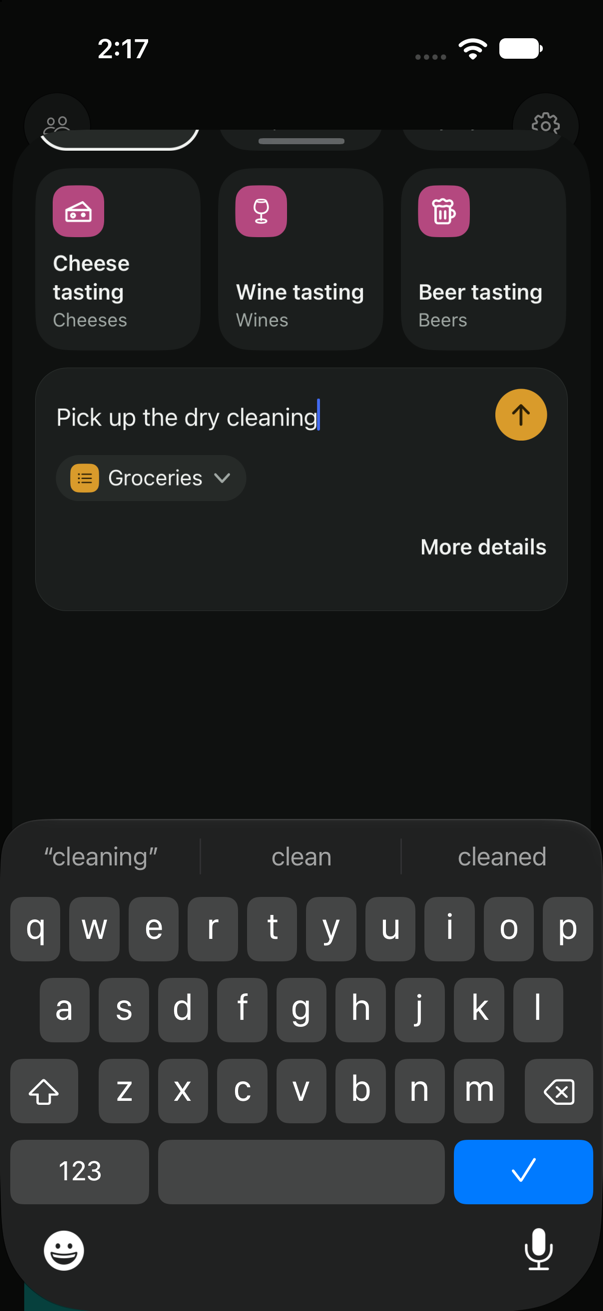 2:17
Cheese
tasting
Cheeses
Wine tasting
Wines
Beer tasting
Beers
Pick up the dry cleaning
Groceries
More details
“cleaning” clean cleaned
q w e r t y u i o p
a s d f g h j k l
z x c v b n m
123